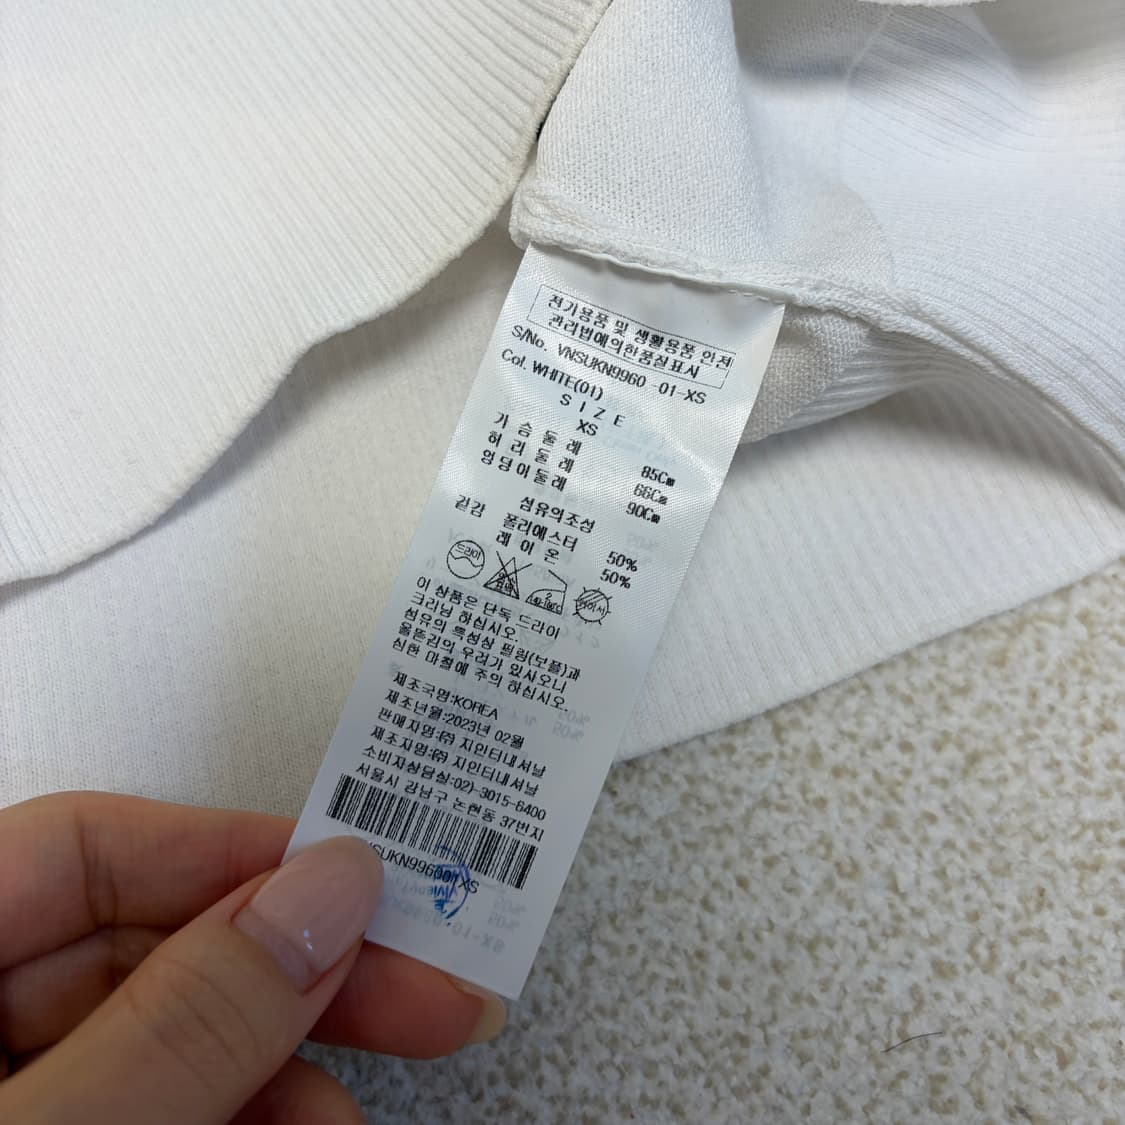 전기용품 및 생활용품 안전
관리법에의한품질표시
S/No. VNSUKN9960 -01-XS
Col. WHITE(01)
S I Z E
XS
가 슴 둘 레 85Cm
허 리 둘 레 66Cm
엉덩이둘레 90Cm
섬유의조성
겉감 폴리에스터 50%
레 이 온 50%
드라이
이 상품은 단독 드라이
크리닝 하십시오.
섬유의 특성상 필링(보플)과
올뜯김의 우려가 있사오니
심한 마찰에 주의 하십시오.
제조국명:KOREA
제조년월:2023년 02월
판매자명:㈜ 지인터내셔날
제조자명:㈜ 지인터내셔날
소비자상담실:02)-3015-6400
서울시 강남구 논현동 37번지